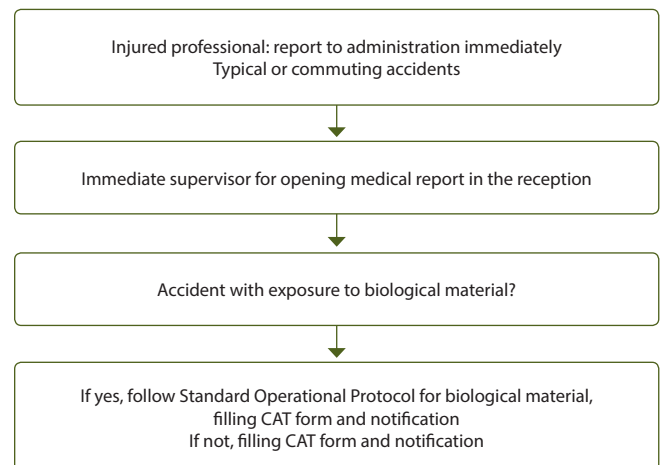 Injured professional: report to administration immediately
Typical or commuting accidents
Immediate supervisor for opening medical report in the reception
Accident with exposure to biological material?
If yes, follow Standard Operational Protocol for biological material,
filling CAT form and notification
If not, filling CAT form and notification